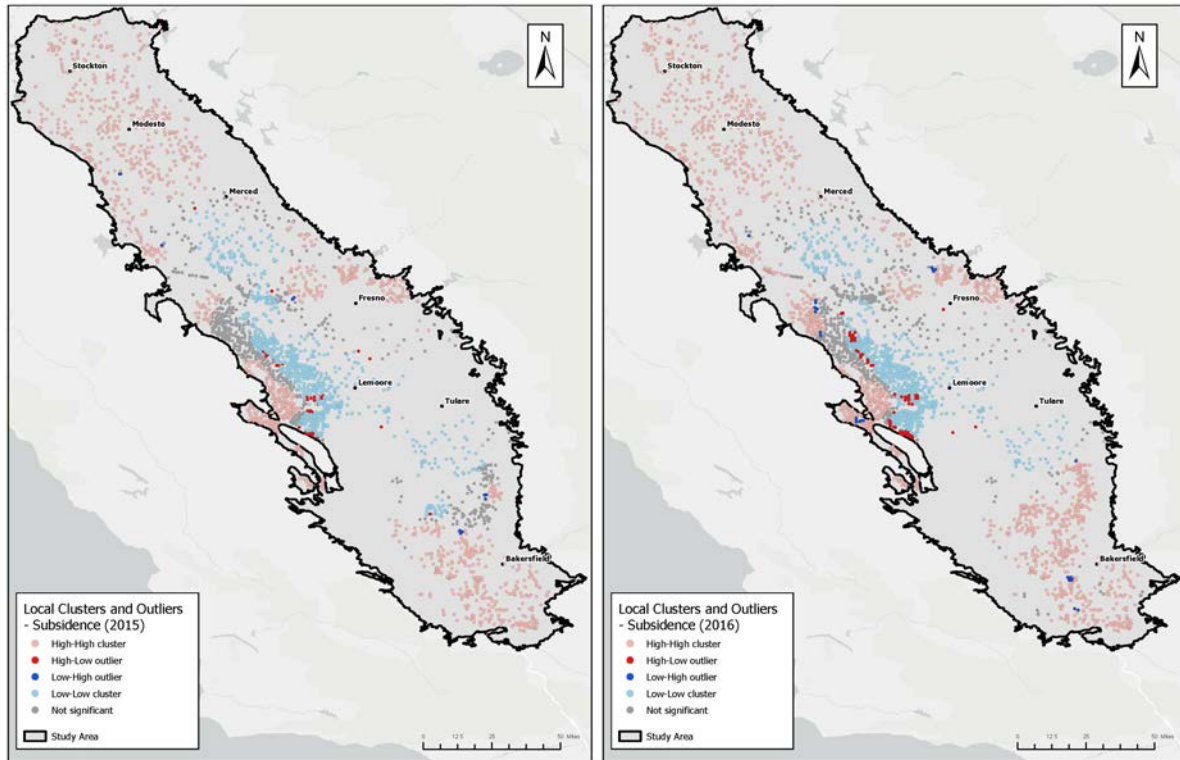 N
Stockton
Modesto
Merced
Fresno
Lemoore
Tulare
Bakersfield
Local Clusters and Outliers
- Subsidence (2015)
High-High cluster
High-Low outlier
Low-High outlier
Low-Low cluster
Not significant
Study Area
0 12.5 25 50 Miles
N
Stockton
Modesto
Merced
Fresno
Lemoore
Tulare
Bakersfield
Local Clusters and Outliers
- Subsidence (2016)
High-High cluster
High-Low outlier
Low-High outlier
Low-Low cluster
Not significant
Study Area
0 12.5 25 50 Miles